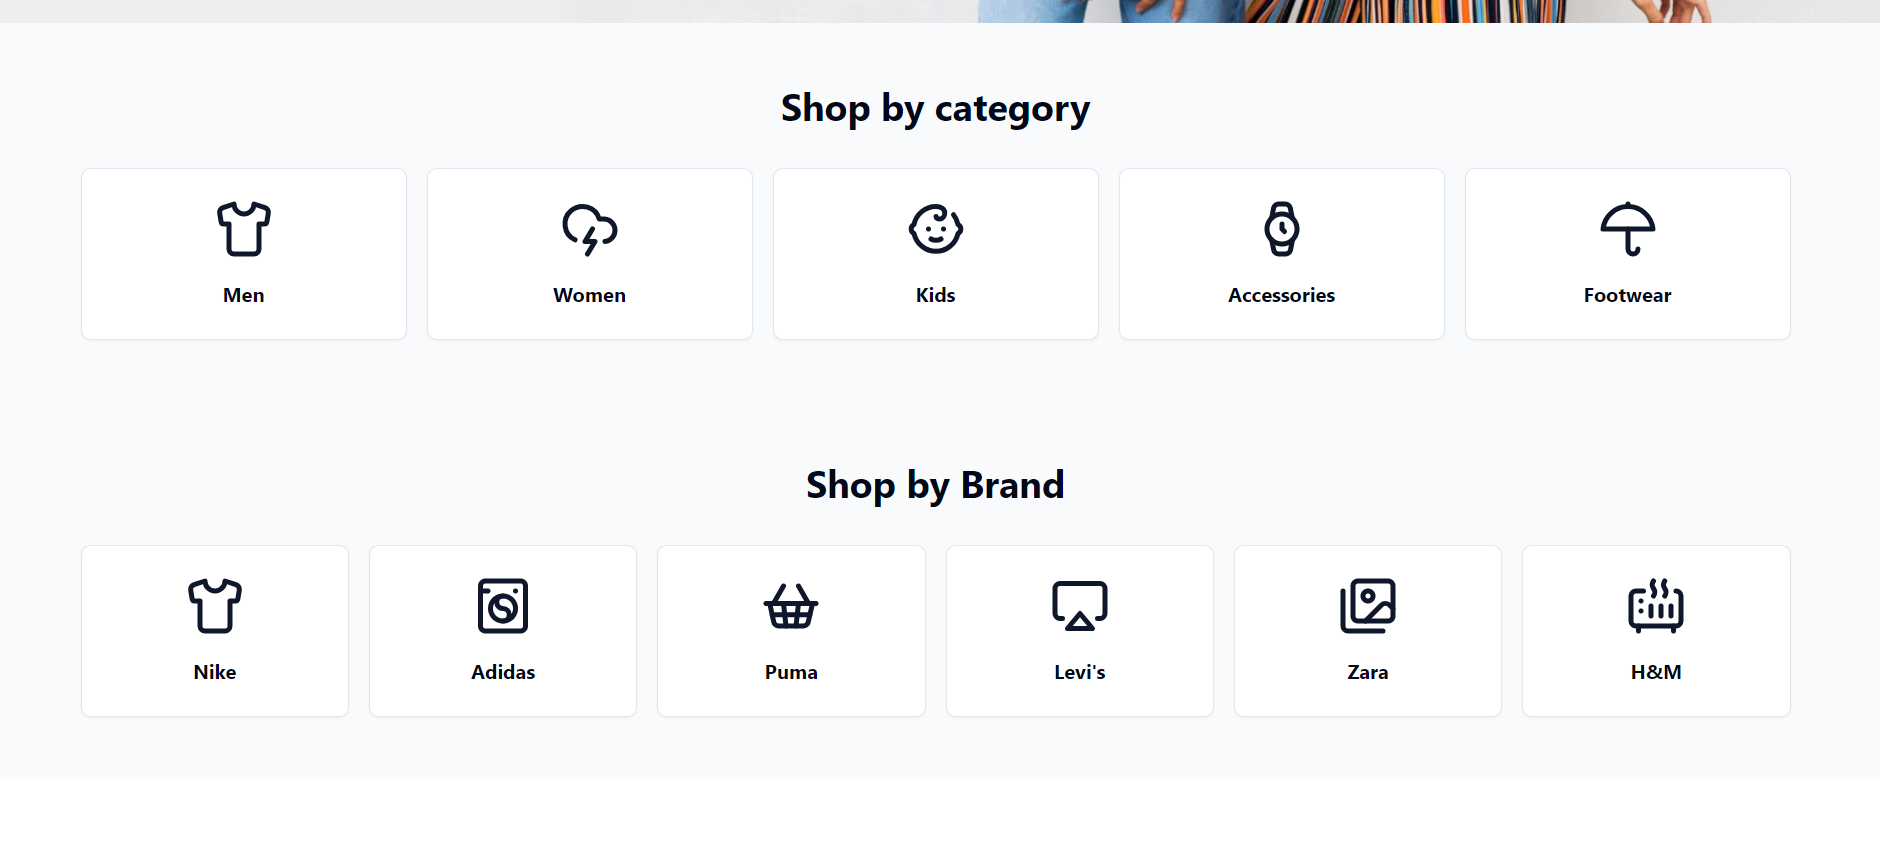 Shop by category
Men
Women
Kids
Accessories
Footwear
Shop by Brand
Nike
Adidas
Puma
Levi's
Zara
H&M